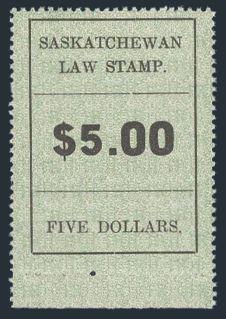 SASKATCHEWAN
LAW STAMP.
$5.00
FIVE DOLLARS.